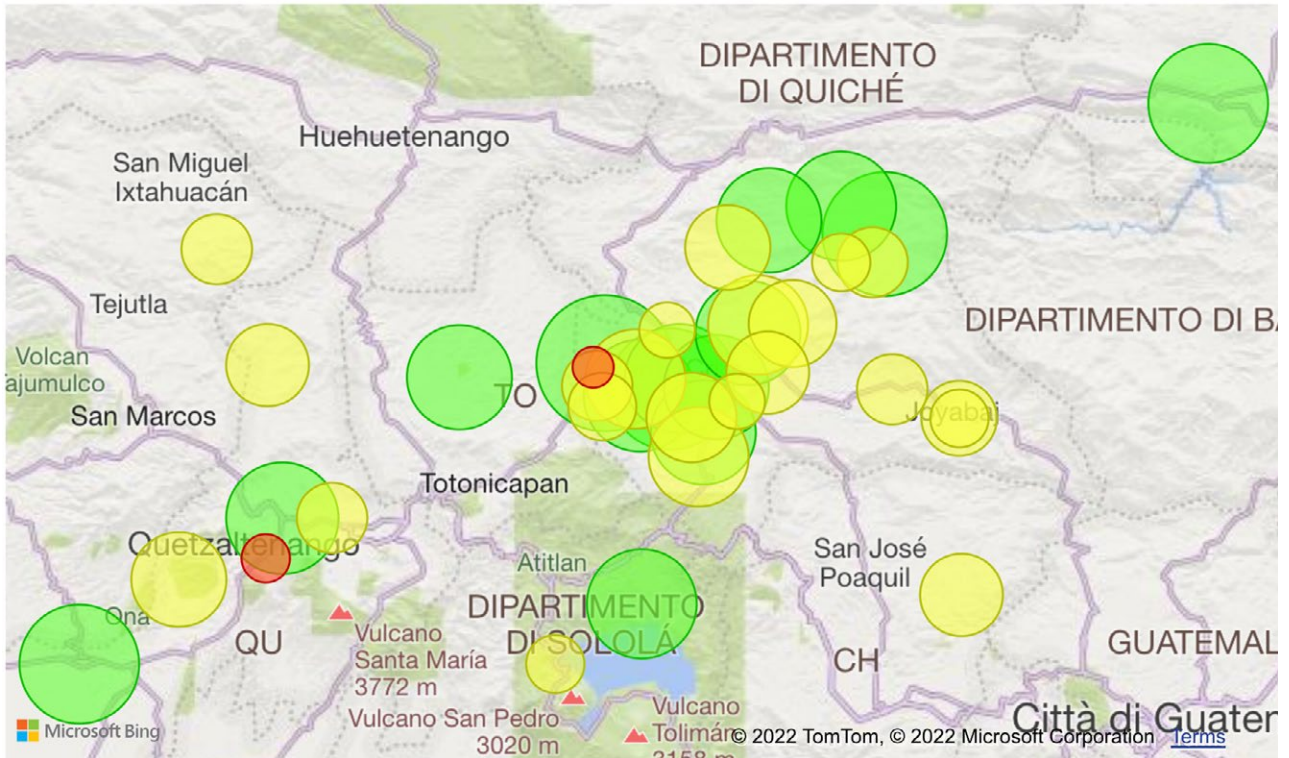 DIPARTIMENTO
DI QUICHÉ
Huehuetenango
San Miguel
Ixtahuacán
Tejutla
DIPARTIMENTO DI BA
Volcan
ajumulco
San Marcos
TO
Joyabaj
Totonicapan
Quetzaltenango
San José
Poaquil
Atitlan
DIPARTIMENTO
DI SOLOLÁ
Ona
QU
GUATEMAL
Vulcano
Santa María
3772 m
CH
Vulcano San Pedro
3020 m
Vulcano
Tolimán
3158 m
Città di Guatem
Microsoft Bing
© 2022 TomTom, © 2022 Microsoft Corporation Terms